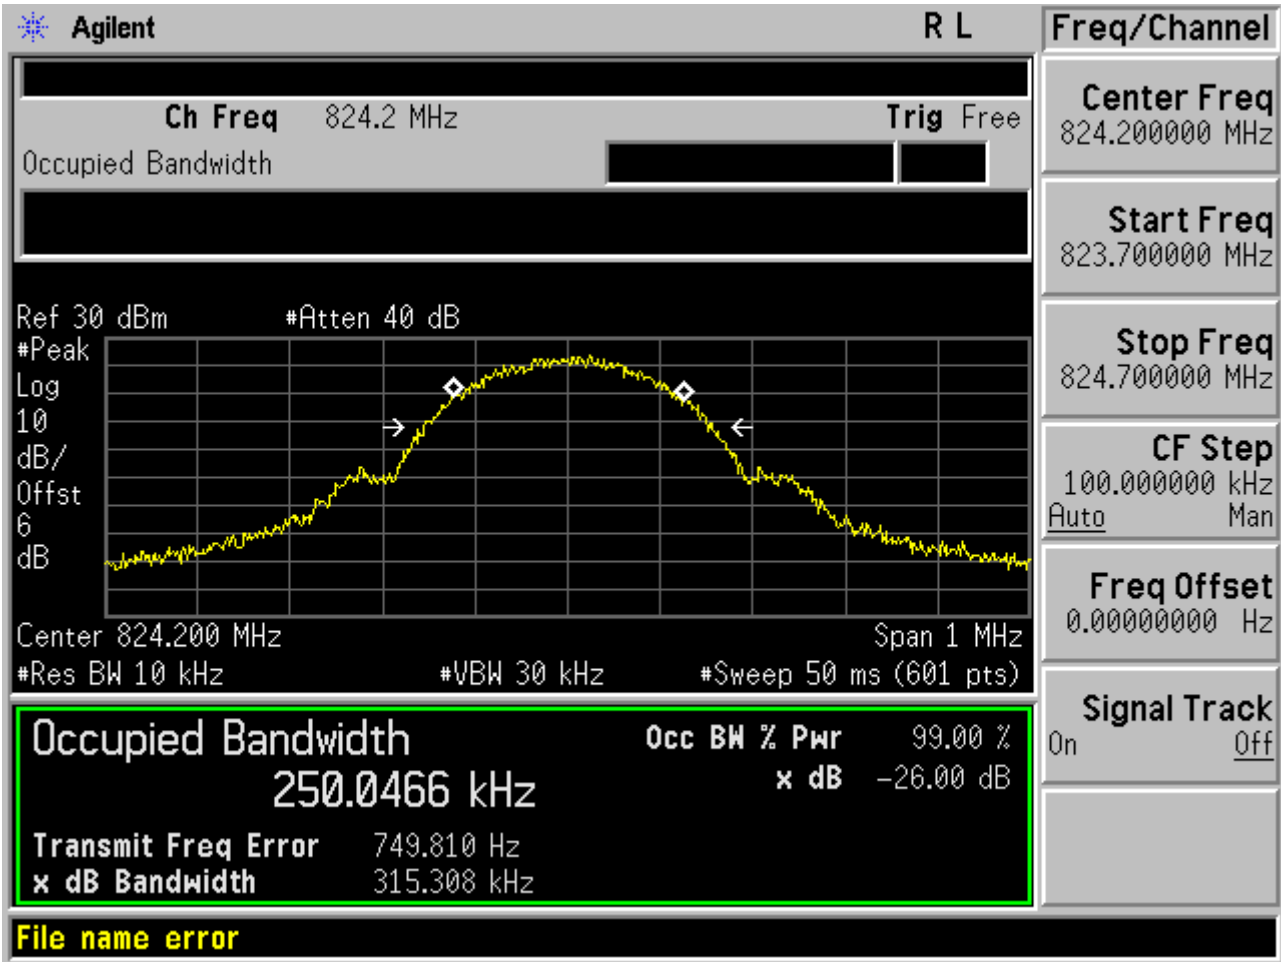 Agilent R L Freq/Channel
Ch Freq 824.2 MHz Trig Free
Occupied Bandwidth
Center Freq
824.200000 MHz
Start Freq
823.700000 MHz
Stop Freq
824.700000 MHz
CF Step
100.000000 kHz
Auto Man
Freq Offset
0.00000000 Hz
Signal Track
On Off
Ref 30 dBm #Atten 40 dB
#Peak
Log
10
dB/
Offst
6
dB
Center 824.200 MHz Span 1 MHz
#Res BW 10 kHz #VBW 30 kHz #Sweep 50 ms (601 pts)
Occupied Bandwidth Occ BW % Pwr 99.00 %
250.0466 kHz x dB -26.00 dB
Transmit Freq Error 749.810 Hz
x dB Bandwidth 315.308 kHz
File name error